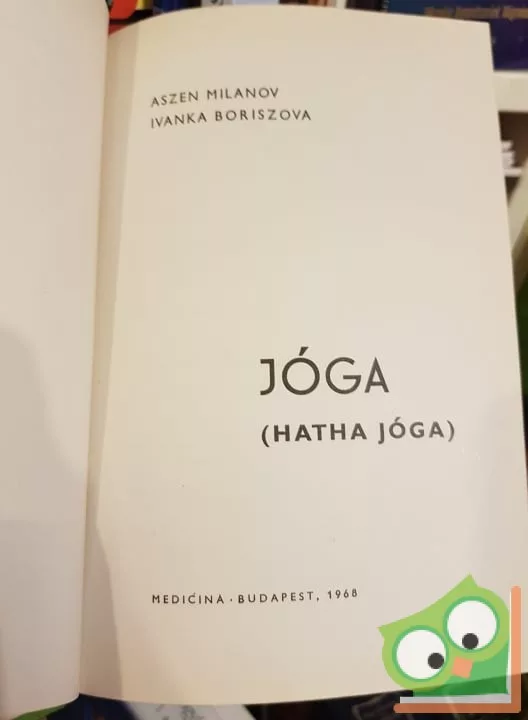 ASZEN MILANOV
IVANKA BORISZOVA
JÓGA
(HATHA JÓGA)
MEDICINA · BUDAPEST, 1968